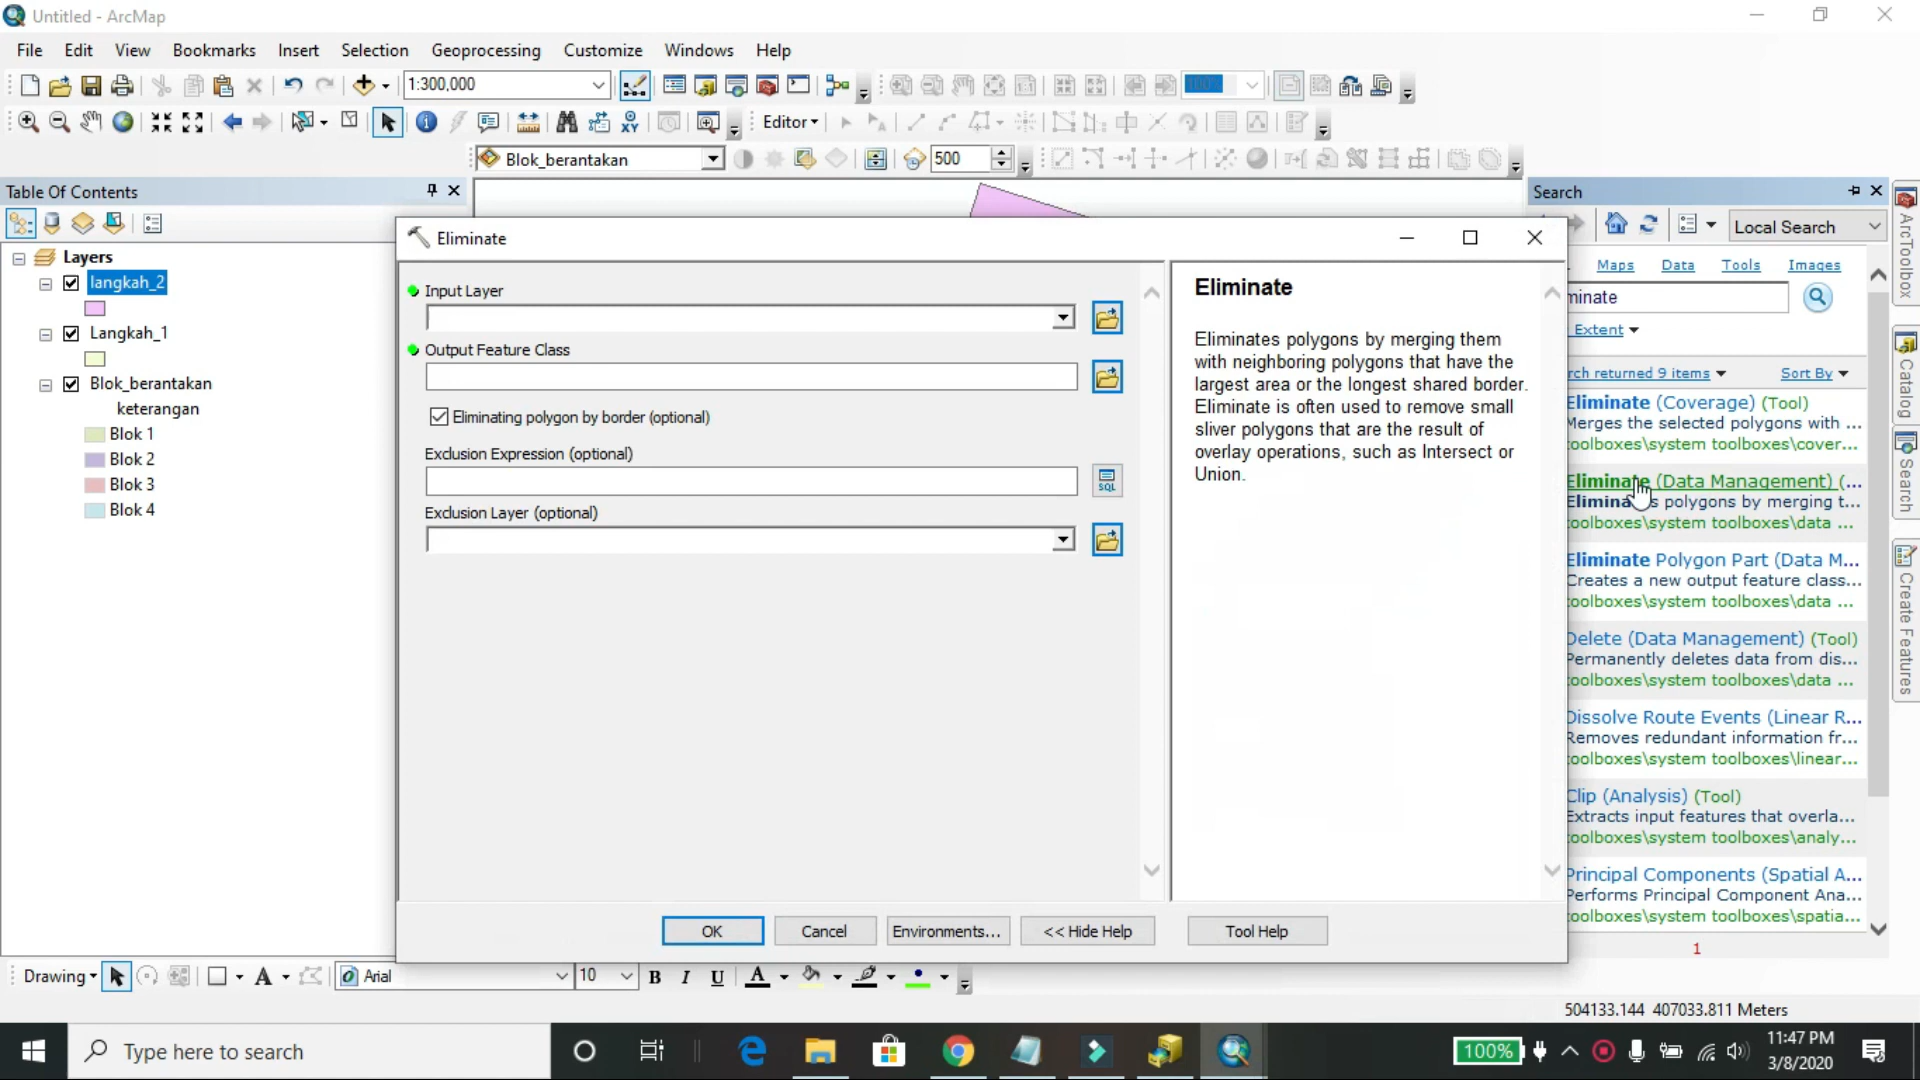 Untitled - ArcMap
File Edit View Bookmarks Insert Selection Geoprocessing Customize Windows Help
1:300,000
Editor
Blok_berantakan
500
Table Of Contents
Layers
langkah_2
Langkah_1
Blok_berantakan
keterangan
Blok 1
Blok 2
Blok 3
Blok 4
Eliminate
Input Layer
Output Feature Class
Eliminating polygon by border (optional)
Exclusion Expression (optional)
SQL
Exclusion Layer (optional)
OK Cancel Environments... << Hide Help Tool Help
Eliminate
Eliminates polygons by merging them
with neighboring polygons that have the
largest area or the longest shared border.
Eliminate is often used to remove small
sliver polygons that are the result of
overlay operations, such as Intersect or
Union.
Search
Local Search
Maps Data Tools Images
minate
Extent
rch returned 9 items Sort By
Eliminate (Coverage) (Tool)
Merges the selected polygons with ...
toolboxes\system toolboxes\cover...
Eliminate (Data Management) (...
Eliminates polygons by merging t...
toolboxes\system toolboxes\data ...
Eliminate Polygon Part (Data M...
Creates a new output feature class...
toolboxes\system toolboxes\data ...
Delete (Data Management) (Tool)
Permanently deletes data from dis...
toolboxes\system toolboxes\data ...
Dissolve Route Events (Linear R...
Removes redundant information fr...
toolboxes\system toolboxes\linear...
Clip (Analysis) (Tool)
Extracts input features that overla...
toolboxes\system toolboxes\analy...
Principal Components (Spatial A...
Performs Principal Component Ana...
toolboxes\system toolboxes\spatia...
1
ArcToolbox
Catalog
Search
Create Features
Drawing A Arial 10 B I U A
504133.144 407033.811 Meters
Type here to search
100%
11:47 PM
3/8/2020